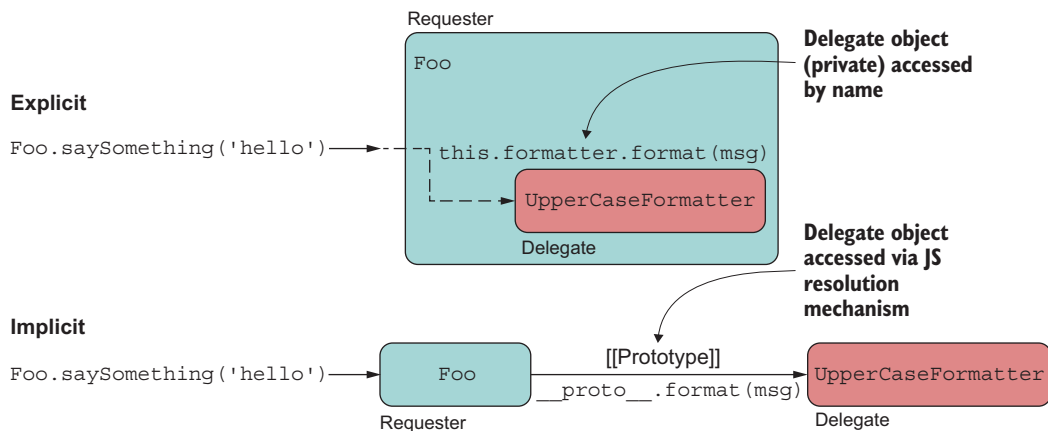 Requester
Delegate object
(private) accessed
by name
Foo
Explicit
Foo.saySomething('hello')
this.formatter.format(msg)
UpperCaseFormatter
Delegate
Delegate object
accessed via JS
resolution
mechanism
Implicit
[[Prototype]]
Foo.saySomething('hello')
Foo
__proto__.format(msg)
UpperCaseFormatter
Requester
Delegate